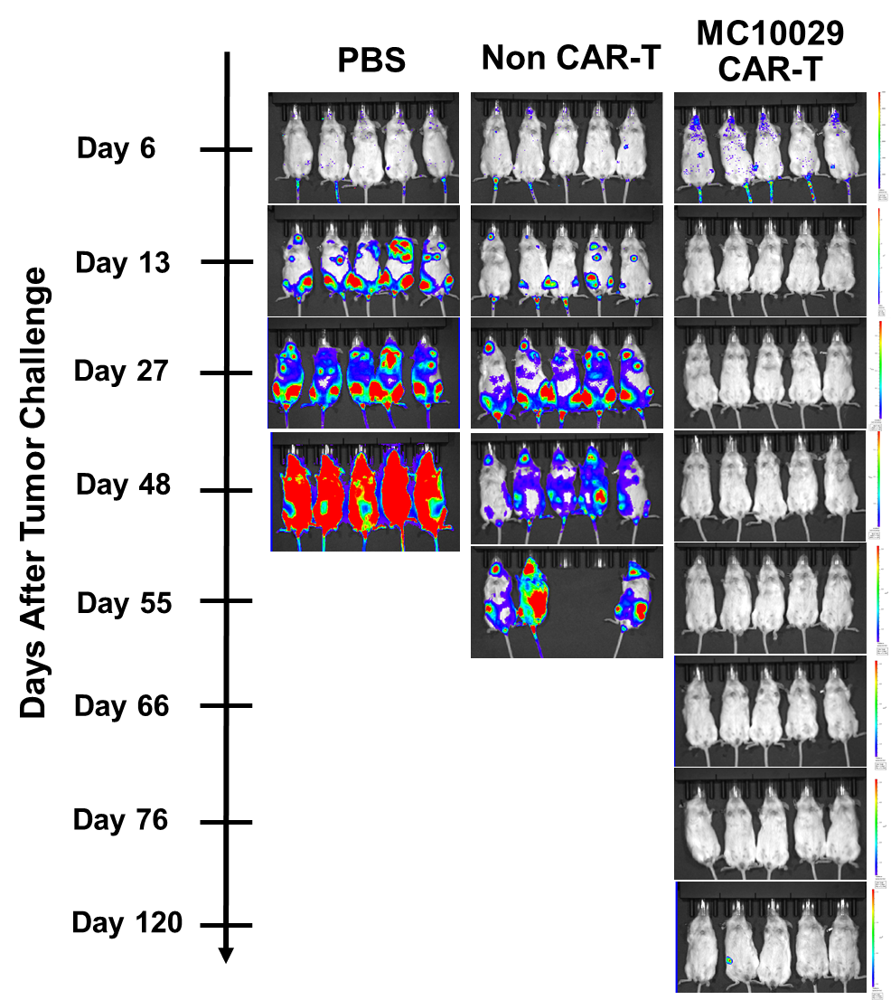 PBS
Non CAR-T
MC10029
CAR-T
Days After Tumor Challenge
Day 6
Day 13
Day 27
Day 48
Day 55
Day 66
Day 76
Day 120